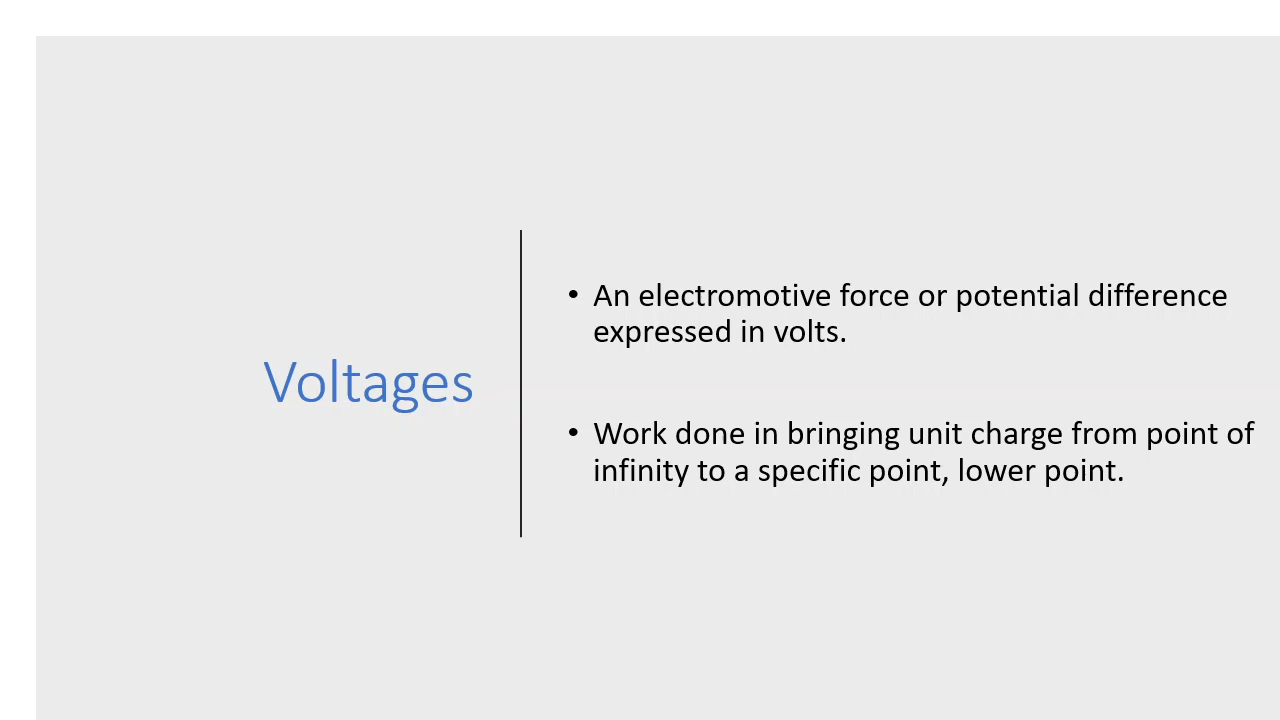 Voltages
• An electromotive force or potential difference
expressed in volts.
• Work done in bringing unit charge from point of
infinity to a specific point, lower point.